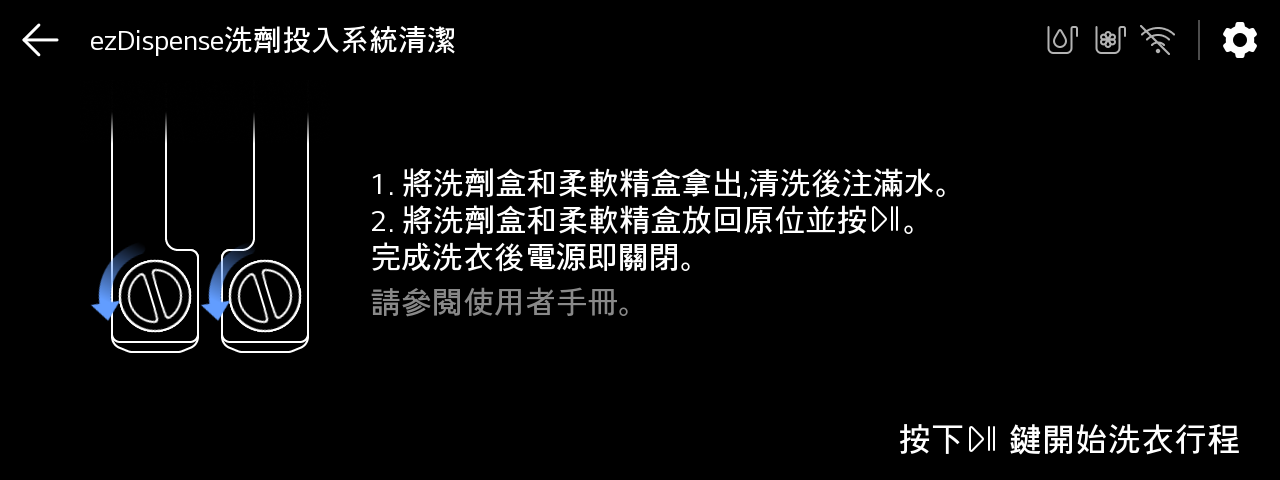 ezDispense洗劑投入系統清潔
1. 將洗劑盒和柔軟精盒拿出,清洗後注滿水。
2. 將洗劑盒和柔軟精盒放回原位並按▷||。
完成洗衣後電源即關閉。
請參閱使用者手冊。
按下▷|| 鍵開始洗衣行程